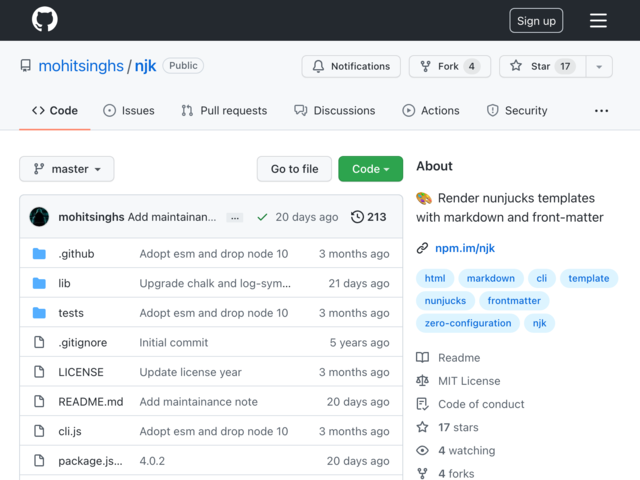 Sign up
mohitsinghs / njk Public
Notifications Fork 4 Star 17
Code Issues Pull requests Discussions Actions Security ...
master Go to file Code
mohitsinghs Add maintainan... ... 20 days ago 213
.github Adopt esm and drop node 10 3 months ago
lib Upgrade chalk and log-sym... 21 days ago
tests Adopt esm and drop node 10 3 months ago
.gitignore Initial commit 5 years ago
LICENSE Update license year 3 months ago
README.md Add maintainance note 20 days ago
cli.js Adopt esm and drop node 10 3 months ago
package.js... 4.0.2 20 days ago
About
Render nunjucks templates
with markdown and front-matter
npm.im/njk
html markdown cli template
nunjucks frontmatter
zero-configuration njk
Readme
MIT License
Code of conduct
17 stars
4 watching
4 forks